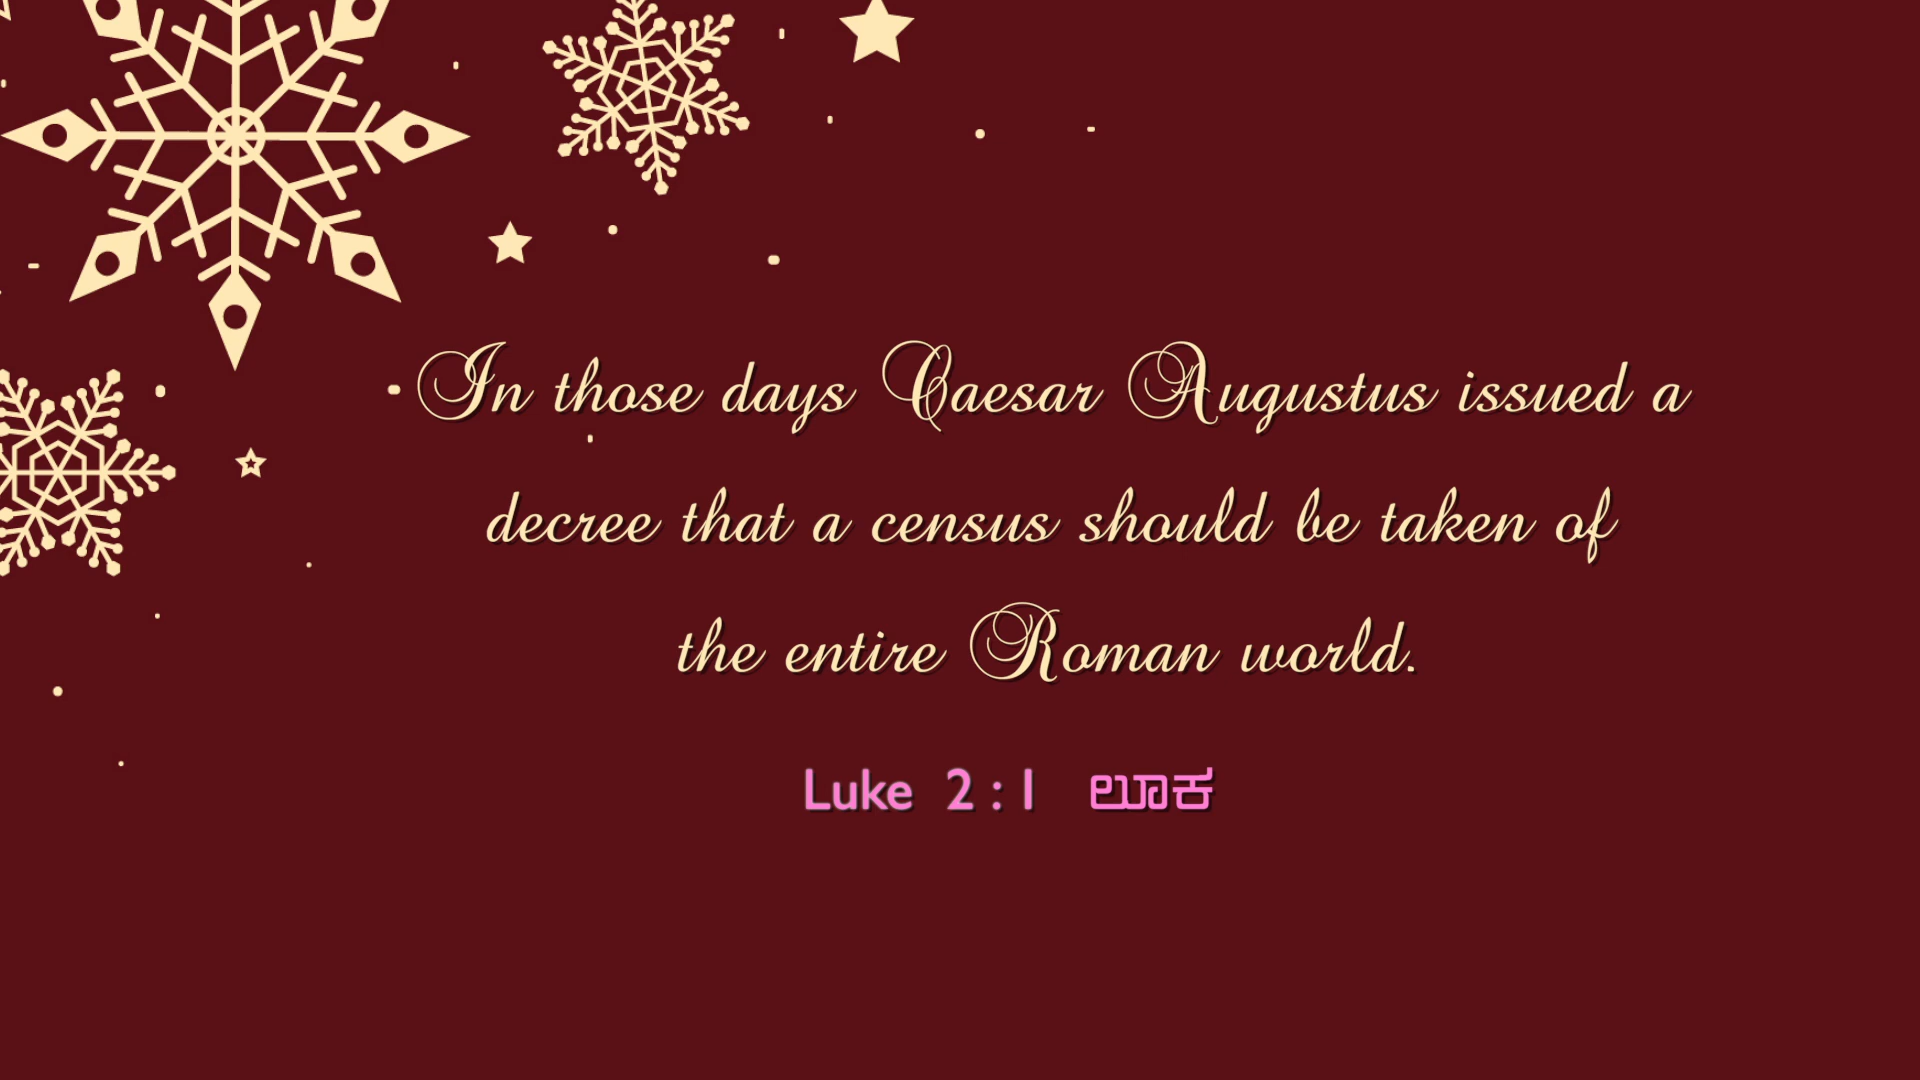 In those days Caesar Augustus issued a
decree that a census should be taken of
the entire Roman world.
Luke 2 : 1 ಲೂಕ